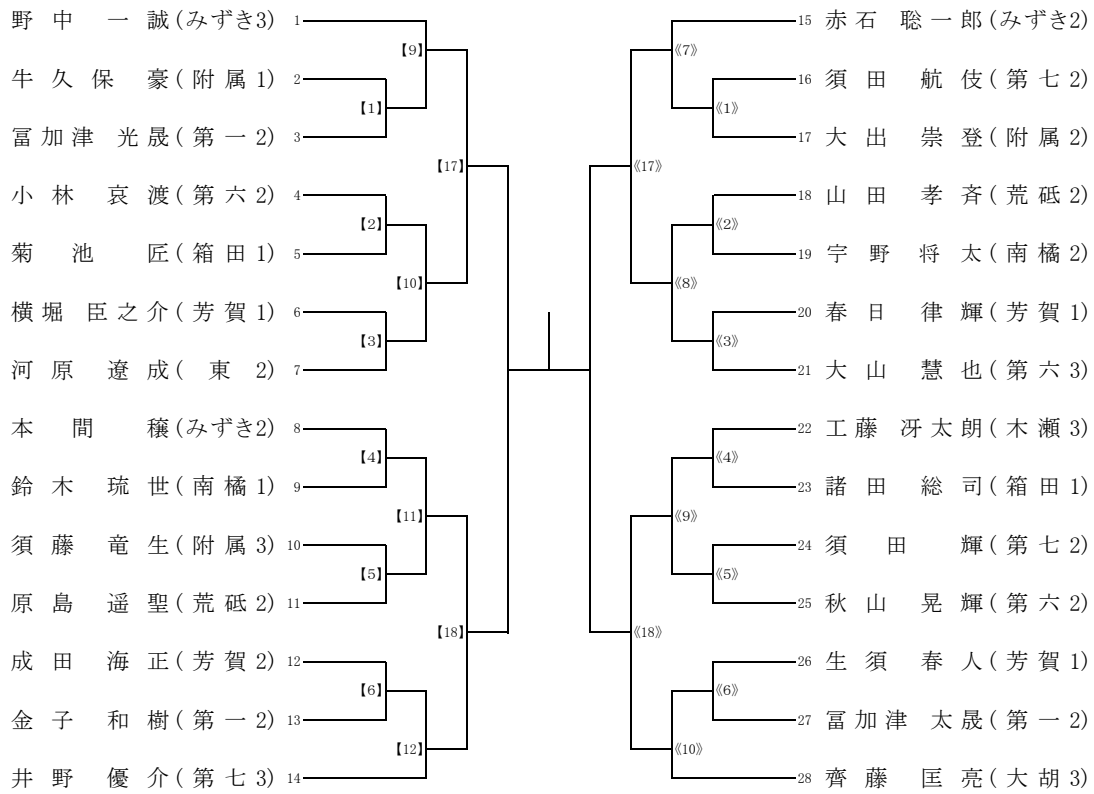 野中一誠(みずき3) 1
牛久保豪(附属1) 2
冨加津光晟(第一2) 3
小林哀渡(第六2) 4
菊池匠(箱田1) 5
横堀臣之介(芳賀1) 6
河原遼成(東2) 7
本間穣(みずき2) 8
鈴木琉世(南橘1) 9
須藤竜生(附属3) 10
原島遥聖(荒砥2) 11
成田海正(芳賀2) 12
金子和樹(第一2) 13
井野優介(第七3) 14
【9】
【1】
【17】
【2】
【10】
【3】
【4】
【11】
【5】
【18】
【6】
【12】
15 赤石聡一郎(みずき2)
16 須田航伎(第七2)
17 大出崇登(附属2)
18 山田孝斉(荒砥2)
19 宇野将太(南橘2)
20 春日律輝(芳賀1)
21 大山慧也(第六3)
22 工藤冴太朗(木瀬3)
23 諸田総司(箱田1)
24 須田輝(第七2)
25 秋山晃輝(第六2)
26 生須春人(芳賀1)
27 冨加津太晟(第一2)
28 齊藤匡亮(大胡3)
《7》
《1》
《17》
《2》
《8》
《3》
《4》
《9》
《5》
《18》
《6》
《10》